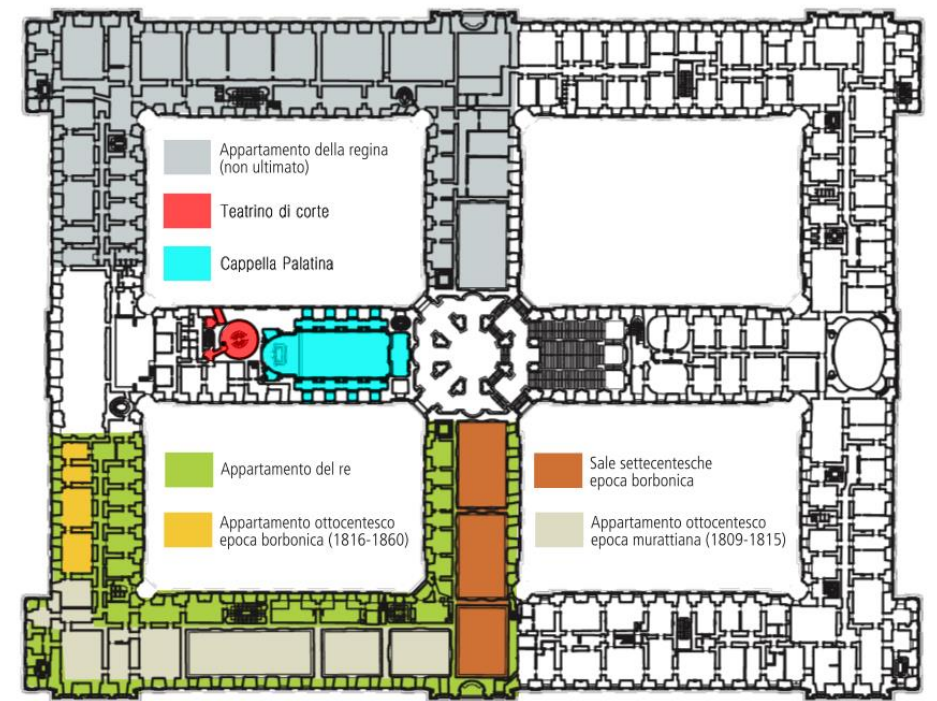 Appartamento della regina
(non ultimato)
Teatrino di corte
Cappella Palatina
Appartamento del re
Appartamento ottocentesco
epoca borbonica (1816-1860)
Sale settecentesche
epoca borbonica
Appartamento ottocentesco
epoca murattiana (1809-1815)